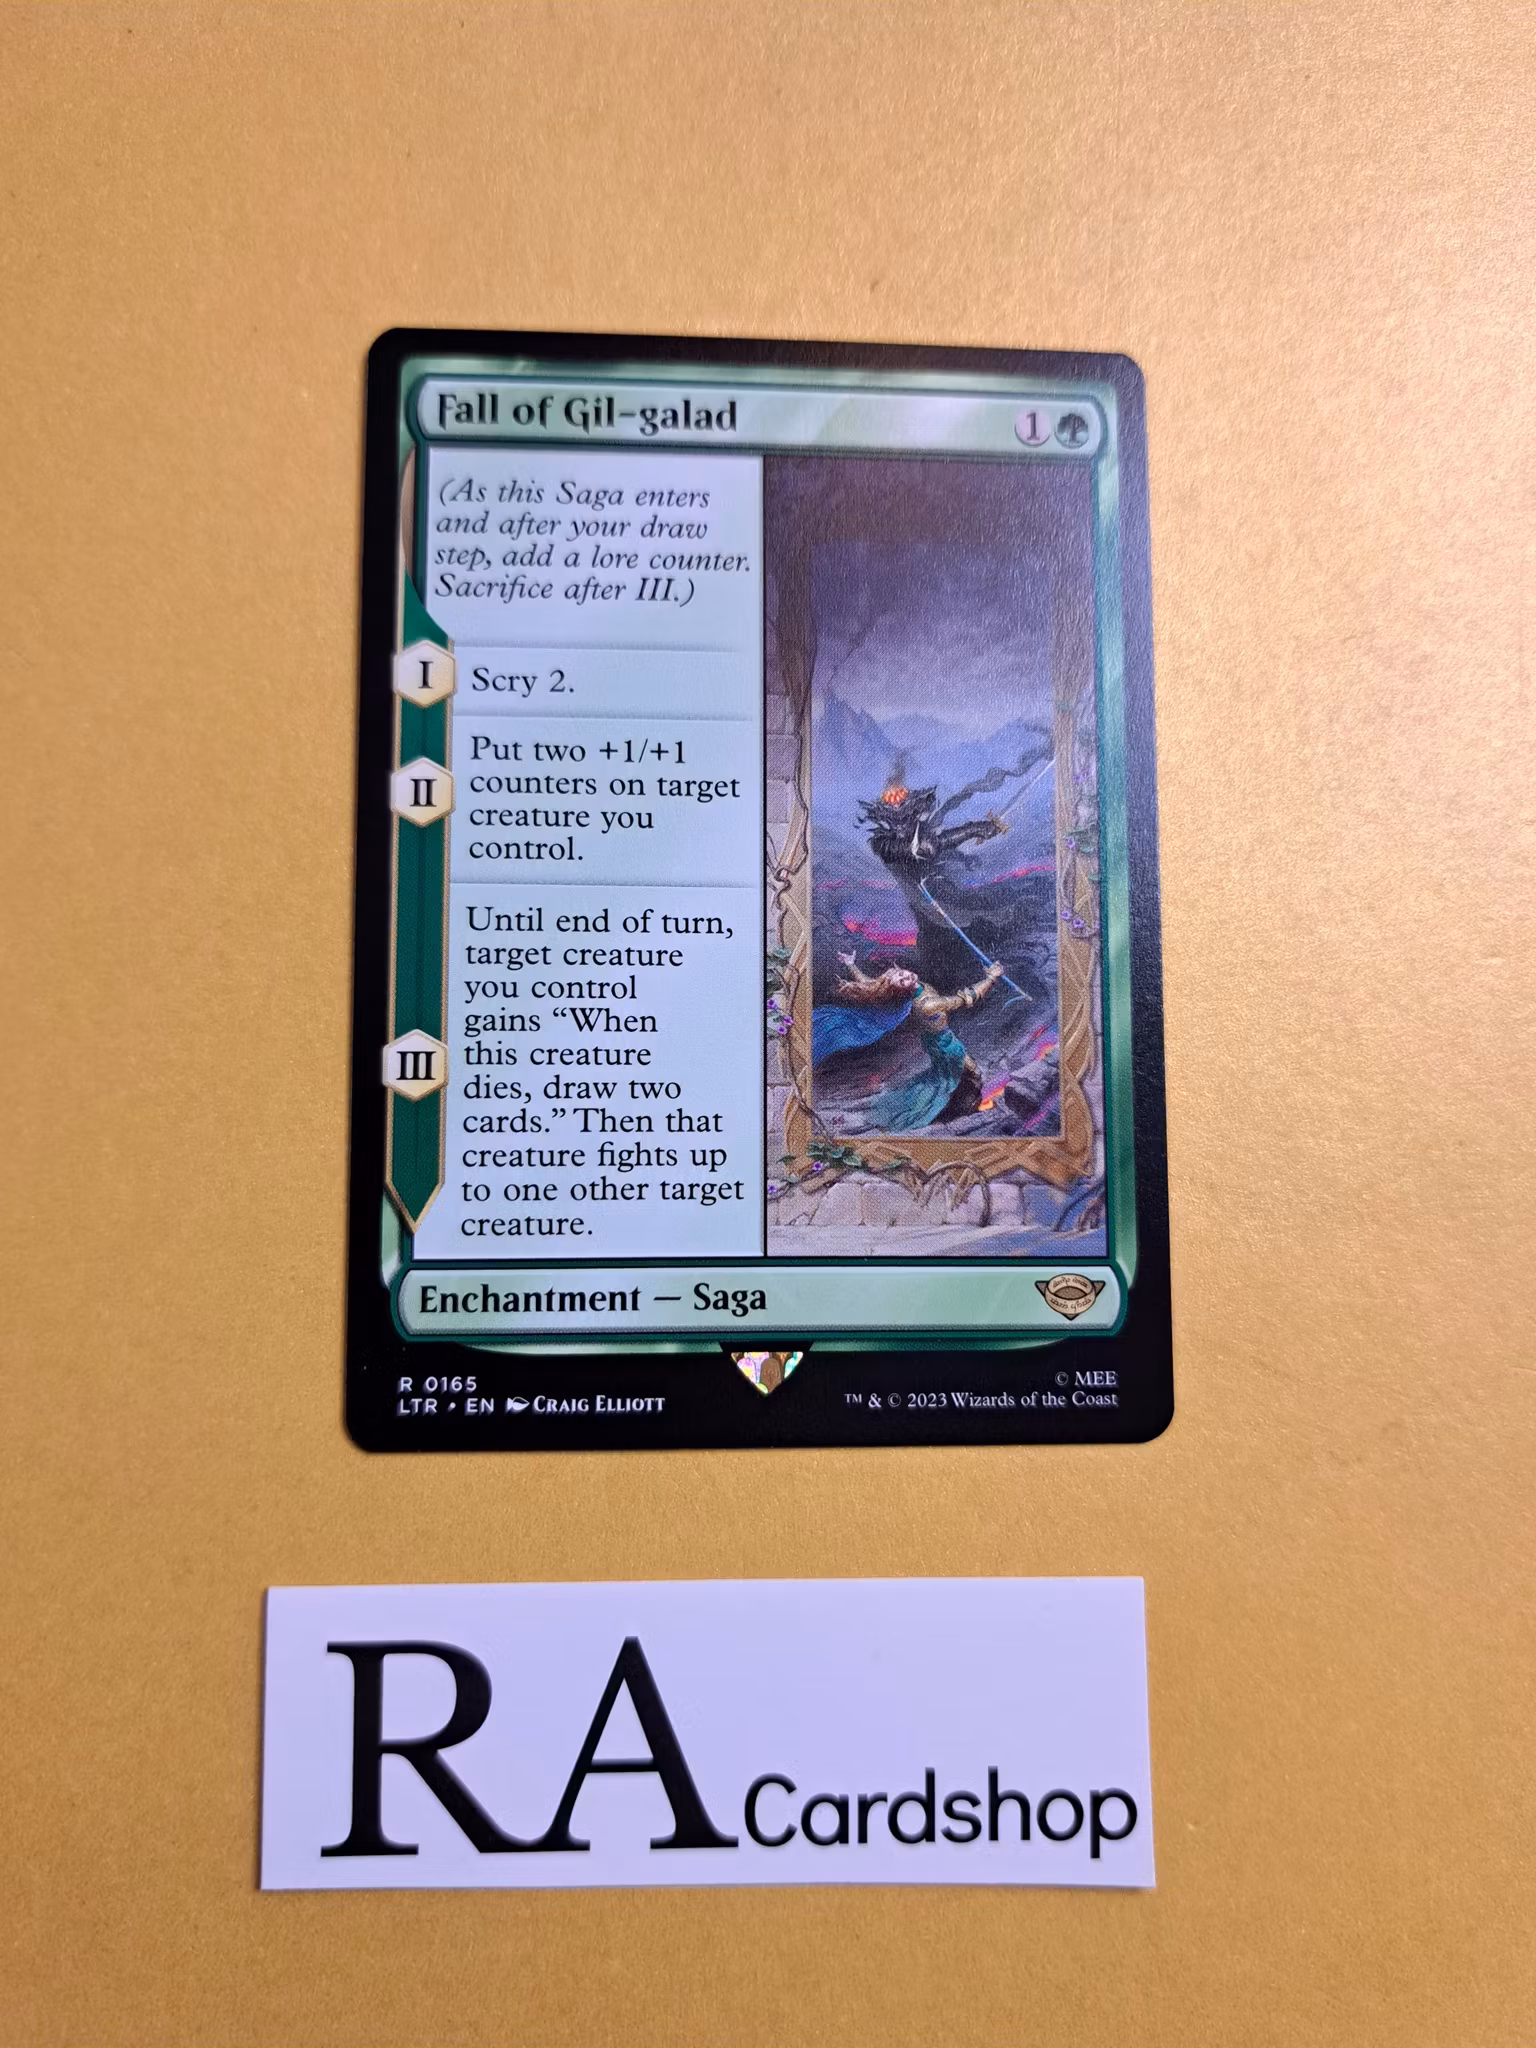 Fall of Gil-galad
1
(As this Saga enters
and after your draw
step, add a lore counter.
Sacrifice after III.)
I
Scry 2.
II
Put two +1/+1
counters on target
creature you
control.
III
Until end of turn,
target creature
you control
gains “When
this creature
dies, draw two
cards.” Then that
creature fights up
to one other target
creature.
Enchantment — Saga
R 0165
LTR • EN CRAIG ELLIOTT
© MEE
™ & © 2023 Wizards of the Coast
RA Cardshop